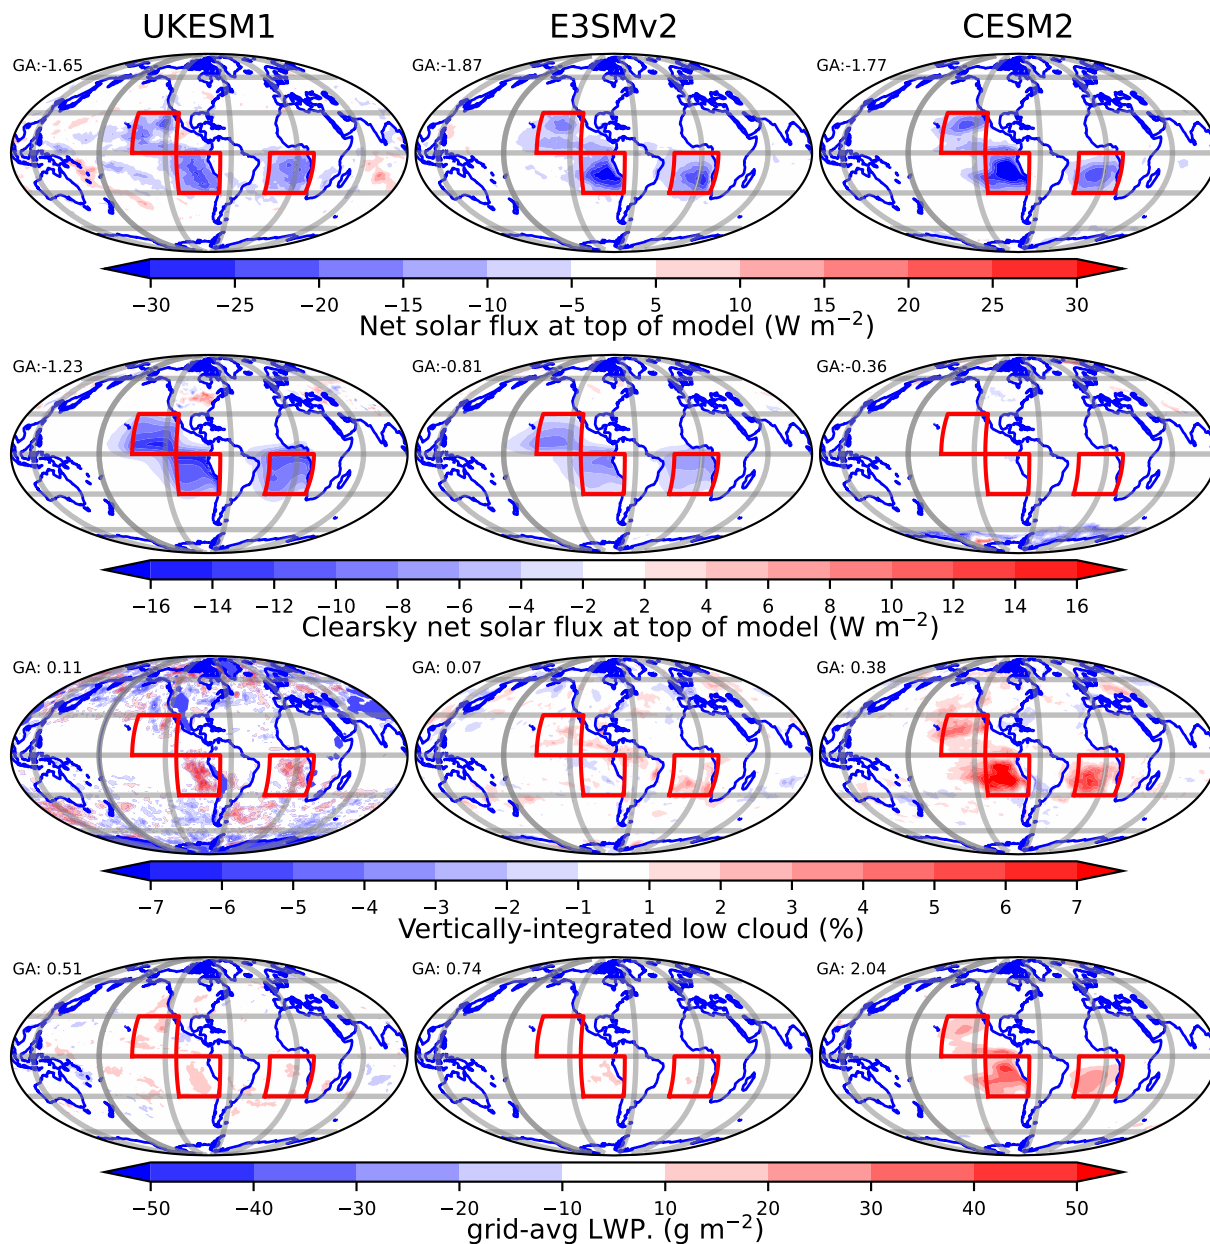 UKESM1 E3SMv2 CESM2
GA:-1.65 GA:-1.87 GA:-1.77
−30 −25 −20 −15 −10 −5 5 10 15 20 25 30
Net solar flux at top of model (W m⁻²)
GA:-1.23 GA:-0.81 GA:-0.36
−16 −14 −12 −10 −8 −6 −4 −2 2 4 6 8 10 12 14 16
Clearsky net solar flux at top of model (W m⁻²)
GA: 0.11 GA: 0.07 GA: 0.38
−7 −6 −5 −4 −3 −2 −1 1 2 3 4 5 6 7
Vertically-integrated low cloud (%)
GA: 0.51 GA: 0.74 GA: 2.04
−50 −40 −30 −20 −10 10 20 30 40 50
grid-avg LWP. (g m⁻²)